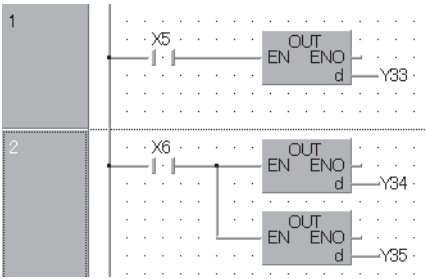 1
X5
OUT
EN ENO
d
Y33
2
X6
OUT
EN ENO
d
Y34
OUT
EN ENO
d
Y35